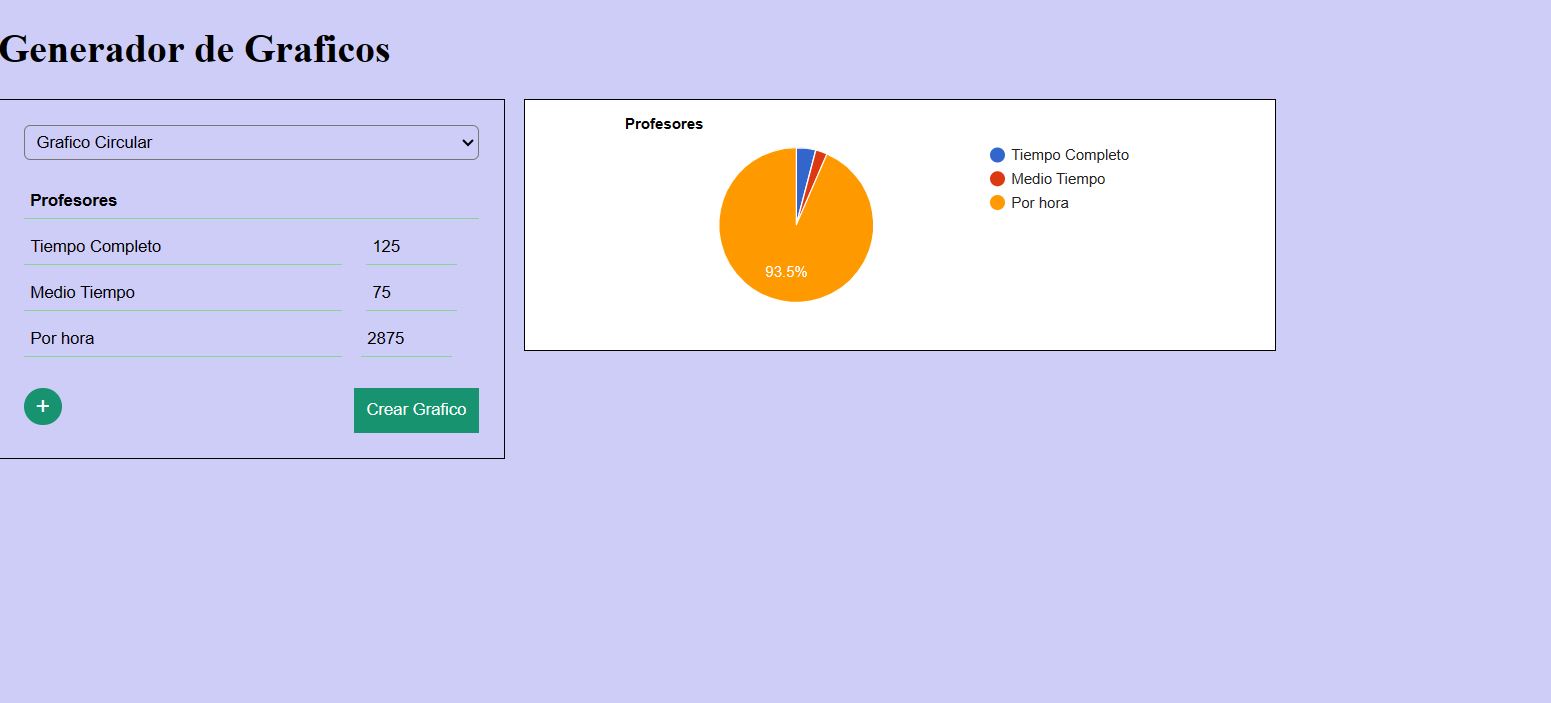 Generador de Graficos
Grafico Circular
Profesores
Tiempo Completo 125
Medio Tiempo 75
Por hora 2875
+
Crear Grafico
Profesores
93.5%
Tiempo Completo
Medio Tiempo
Por hora